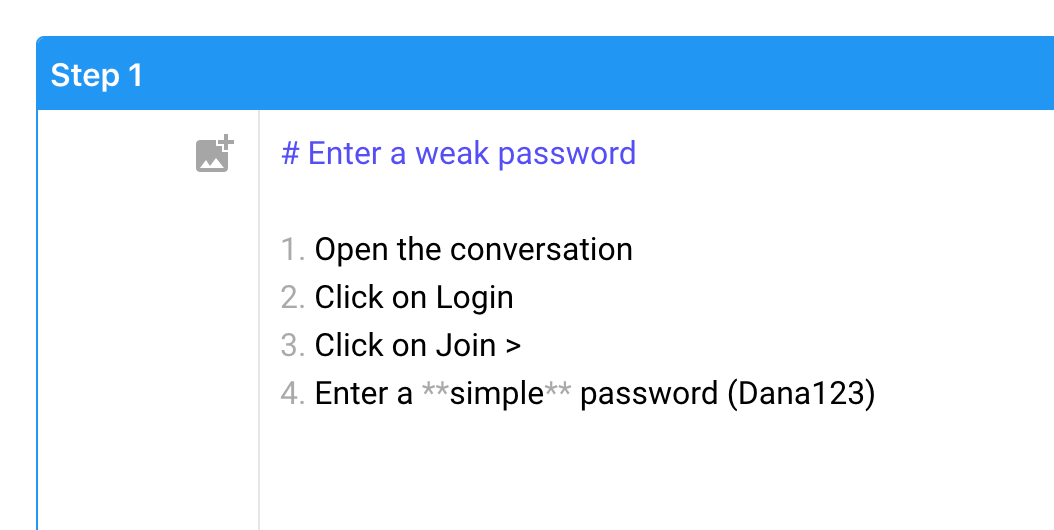 Step 1
# Enter a weak password
1. Open the conversation
2. Click on Login
3. Click on Join >
4. Enter a **simple** password (Dana123)